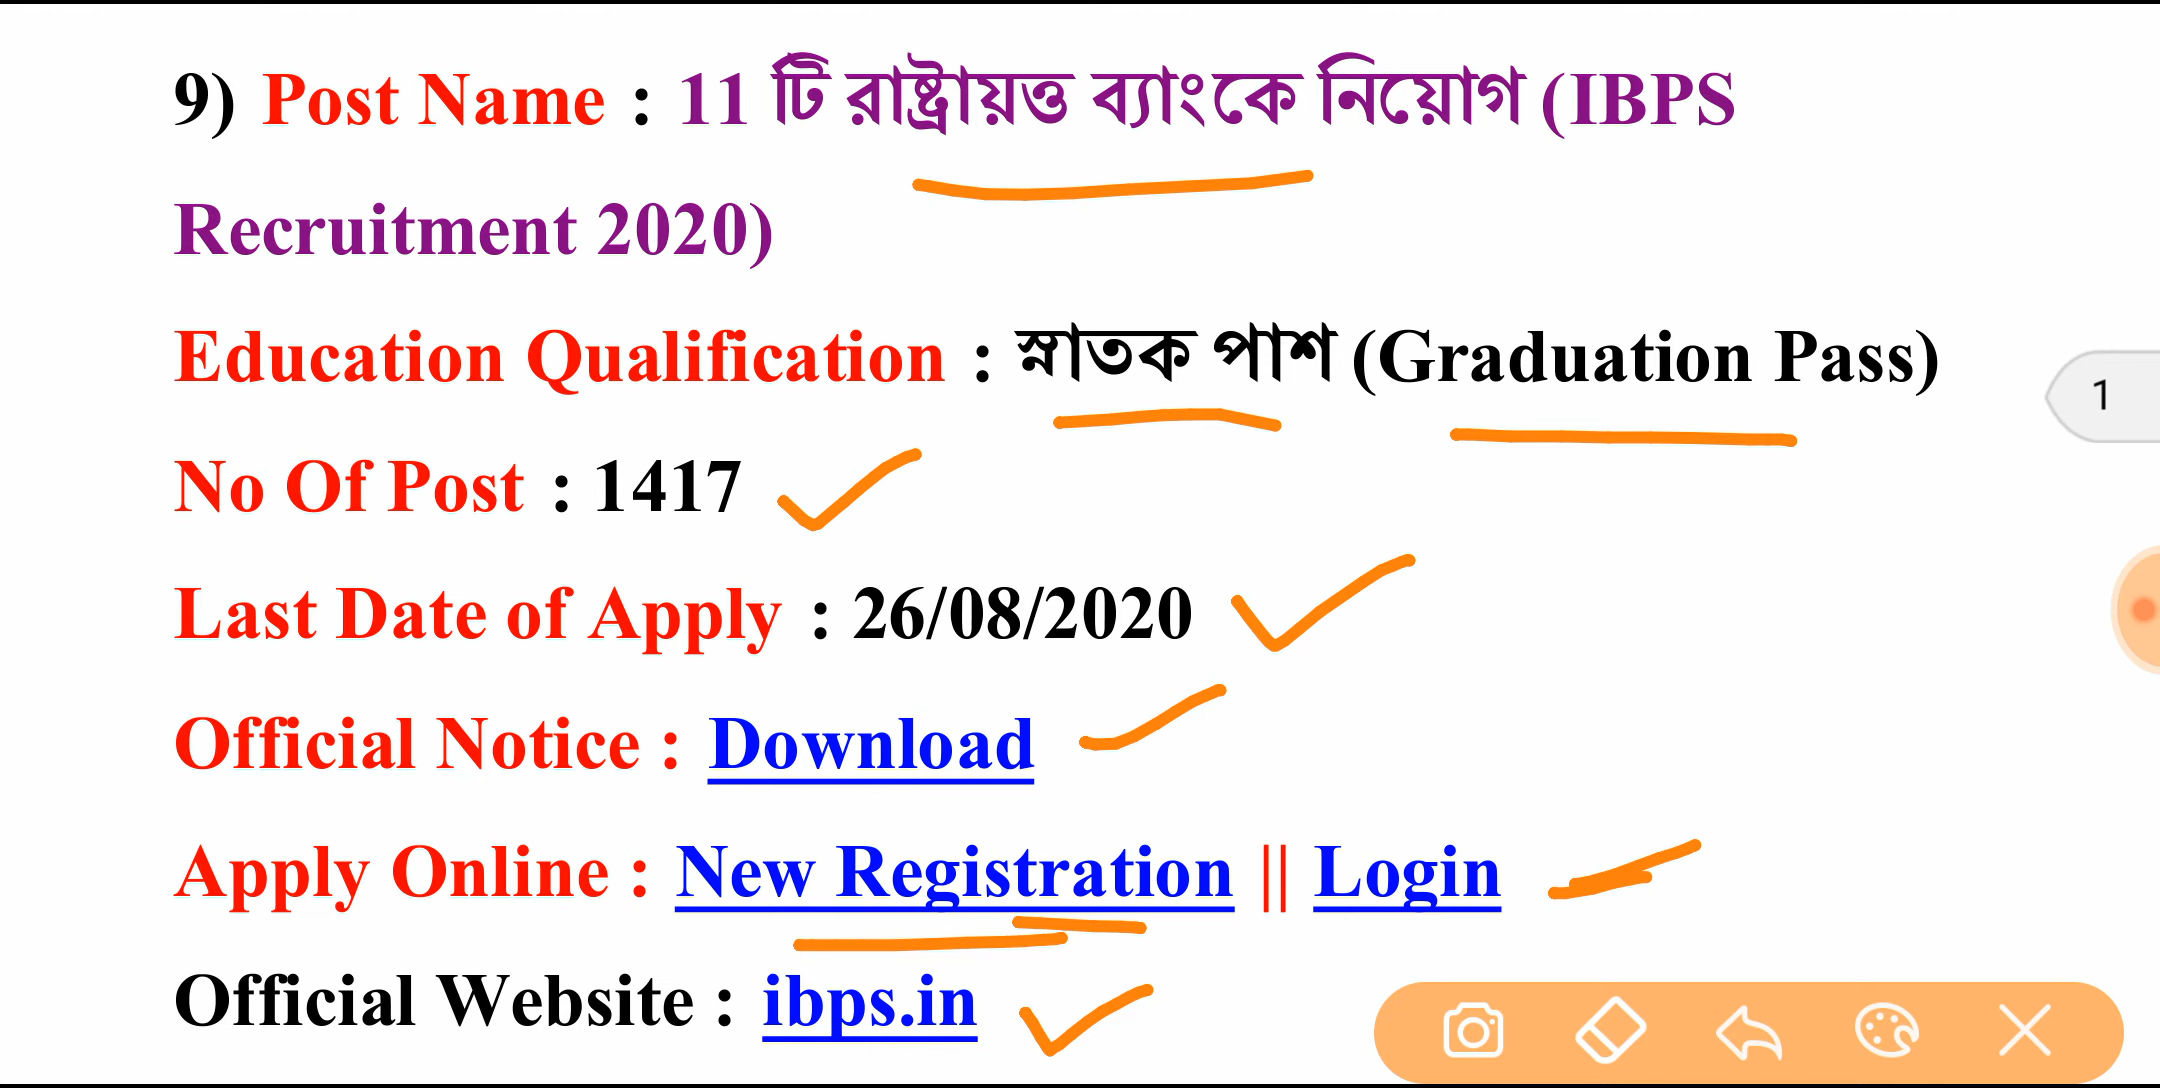 9) Post Name : 11 টি রাষ্ট্রায়ত্ত ব্যাংকে নিয়োগ (IBPS
Recruitment 2020)
Education Qualification : স্নাতক পাশ (Graduation Pass)
1
No Of Post : 1417
Last Date of Apply : 26/08/2020
Official Notice : Download
Apply Online : New Registration || Login
Official Website : ibps.in